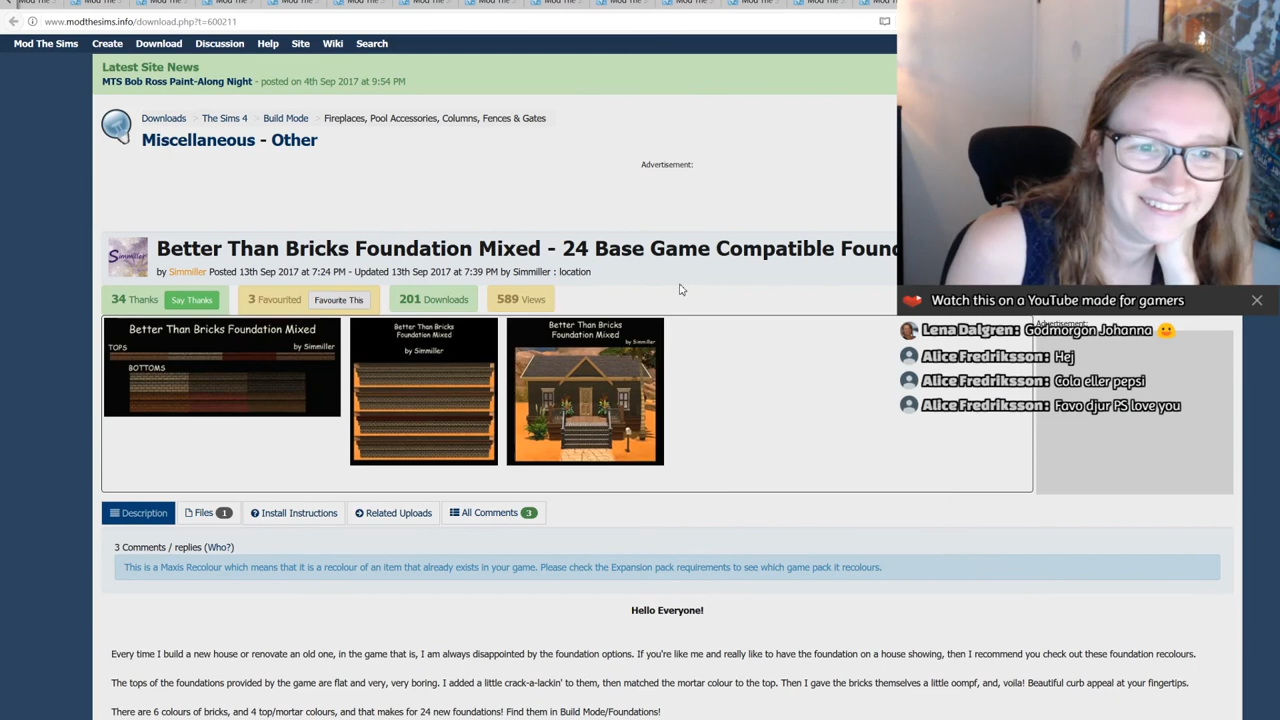 www.modthesims.info/download.php?t=600211
Mod The Sims Create Download Discussion Help Site Wiki Search
Latest Site News
MTS Bob Ross Paint-Along Night - posted on 4th Sep 2017 at 9:54 PM
Downloads The Sims 4 Build Mode Fireplaces, Pool Accessories, Columns, Fences & Gates
Miscellaneous - Other
Advertisement:
Better Than Bricks Foundation Mixed - 24 Base Game Compatible Foun
by Simmiller Posted 13th Sep 2017 at 7:24 PM - Updated 13th Sep 2017 at 7:39 PM by Simmiller : location
Simmiller
34 Thanks Say Thanks 3 Favourited Favourite This 201 Downloads 589 Views
Watch this on a YouTube made for gamers
Advertisement:
Lena Dalgren: Godmorgon Johanna
Alice Fredriksson: Hej
Alice Fredriksson: Cola eller pepsi
Alice Fredriksson: Favo djur PS love you
Better Than Bricks Foundation Mixed
TOPS by Simmiller
BOTTOMS
Better Than Bricks
Foundation Mixed
by Simmiller
Better Than Bricks
Foundation Mixed
by Simmiller
Description Files 1 Install Instructions Related Uploads All Comments 3
3 Comments / replies (Who?)
This is a Maxis Recolour which means that it is a recolour of an item that already exists in your game. Please check the Expansion pack requirements to see which game pack it recolours.
Hello Everyone!
Every time I build a new house or renovate an old one, in the game that is, I am always disappointed by the foundation options. If you're like me and really like to have the foundation on a house showing, then I recommend you check out these foundation recolours.
The tops of the foundations provided by the game are flat and very, very boring. I added a little crack-a-lackin' to them, then matched the mortar colour to the top. Then I gave the bricks themselves a little oompf, and, voila! Beautiful curb appeal at your fingertips.
There are 6 colours of bricks, and 4 top/mortar colours, and that makes for 24 new foundations! Find them in Build Mode/Foundations!